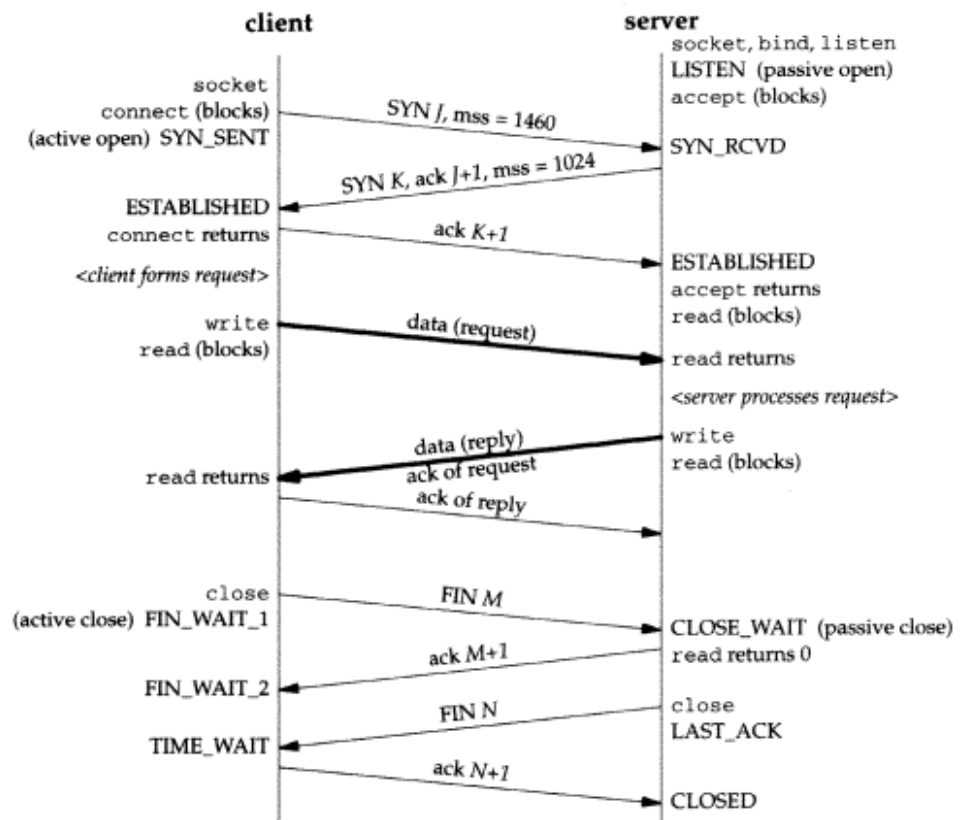 client
server
socket, bind, listen
LISTEN (passive open)
accept (blocks)
socket
connect (blocks)
(active open) SYN_SENT
SYN J, mss = 1460
SYN_RCVD
SYN K, ack J+1, mss = 1024
ESTABLISHED
connect returns
ack K+1
<client forms request>
ESTABLISHED
accept returns
read (blocks)
write
read (blocks)
data (request)
read returns
<server processes request>
write
read (blocks)
data (reply)
ack of request
read returns
ack of reply
close
(active close) FIN_WAIT_1
FIN M
CLOSE_WAIT (passive close)
read returns 0
ack M+1
FIN_WAIT_2
close
LAST_ACK
FIN N
TIME_WAIT
ack N+1
CLOSED